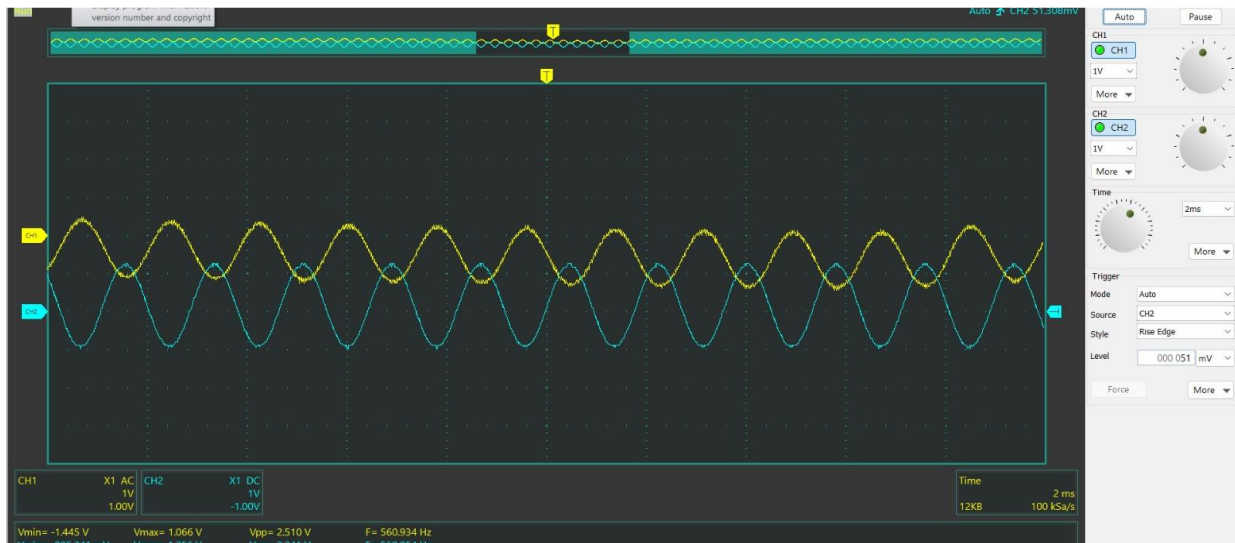 version number and copyright
Auto CH2 51.308mV
T
T
CH1
CH2
Auto Pause
CH1
CH1
1V
More
CH2
CH2
1V
More
Time
2ms
More
Trigger
Mode Auto
Source CH2
Style Rise Edge
Level 000 051 mV
Force More
CH1 X1 AC
1V
1.00V
CH2 X1 DC
1V
-1.00V
Time
2 ms
12KB 100 kSa/s
Vmin= -1.445 V Vmax= 1.066 V Vpp= 2.510 V F= 560.934 Hz